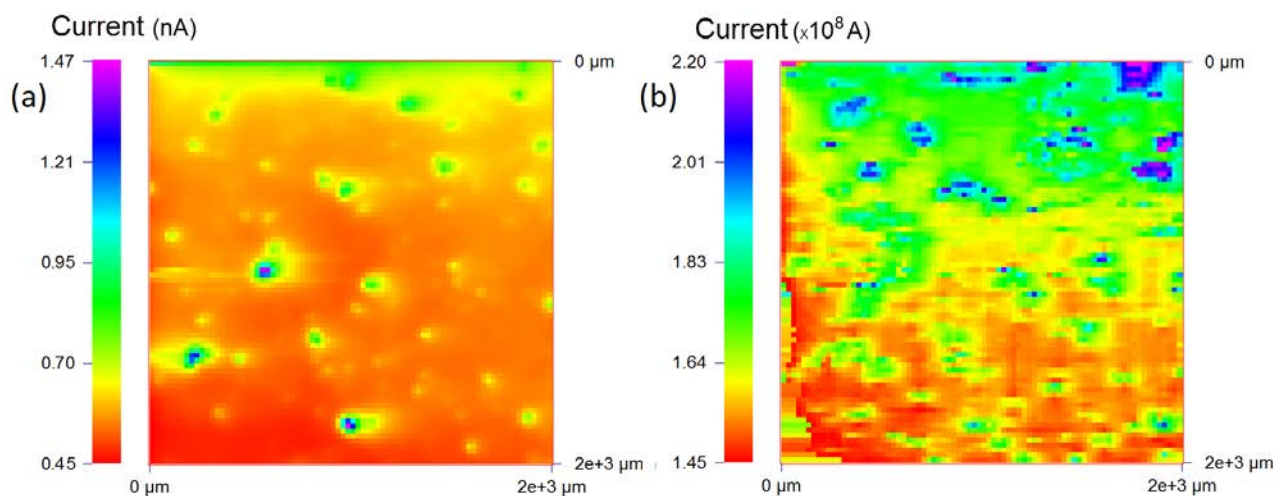 Current (nA)
(a)
1.47
1.21
0.95
0.70
0.45
0 µm
2e+3 µm
0 µm
2e+3 µm
Current (x10⁸ A)
(b)
2.20
2.01
1.83
1.64
1.45
0 µm
2e+3 µm
0 µm
2e+3 µm